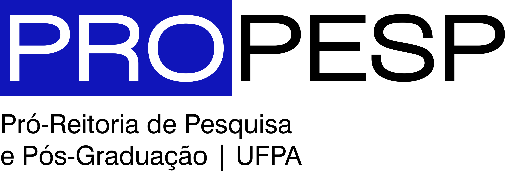 PROPESP
Pró-Reitoria de Pesquisa
e Pós-Graduação | UFPA